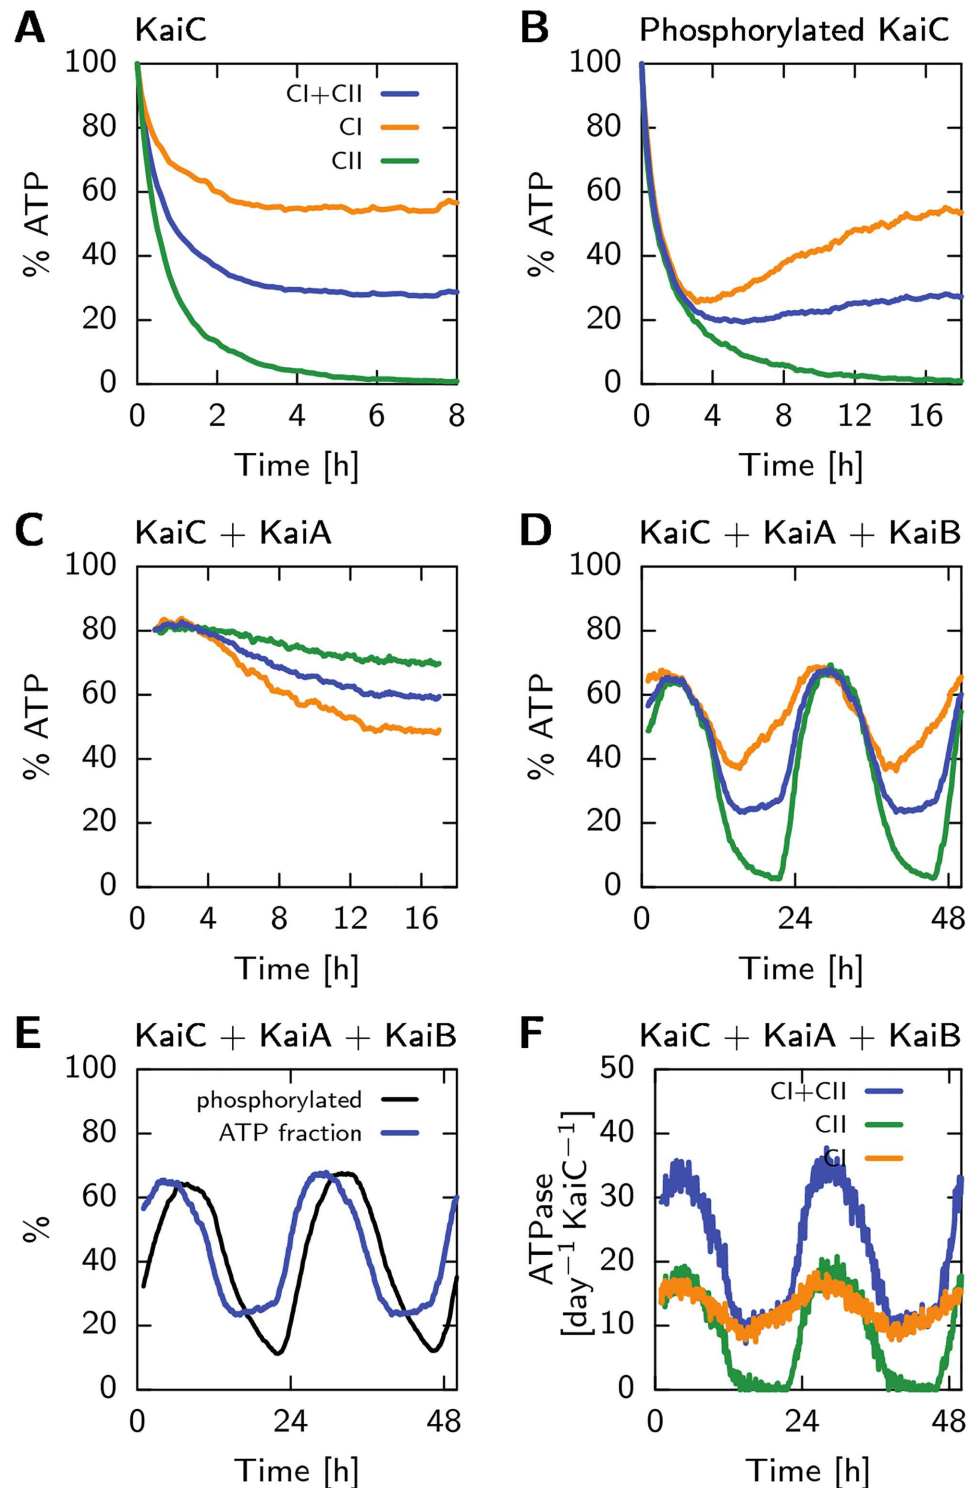 A KaiC
B Phosphorylated KaiC
100
80
60
40
20
0
% ATP
CI+CII
CI
CII
0 2 4 6 8
Time [h]
100
80
60
40
20
0
% ATP
0 4 8 12 16
Time [h]
C KaiC + KaiA
D KaiC + KaiA + KaiB
100
80
60
40
20
0
% ATP
0 4 8 12 16
Time [h]
100
80
60
40
20
0
% ATP
0 24 48
Time [h]
E KaiC + KaiA + KaiB
F KaiC + KaiA + KaiB
100
80
60
40
20
0
%
phosphorylated
ATP fraction
0 24 48
Time [h]
50
40
30
20
10
0
ATPase
[day⁻¹ KaiC⁻¹]
CI+CII
CII
CI
0 24 48
Time [h]